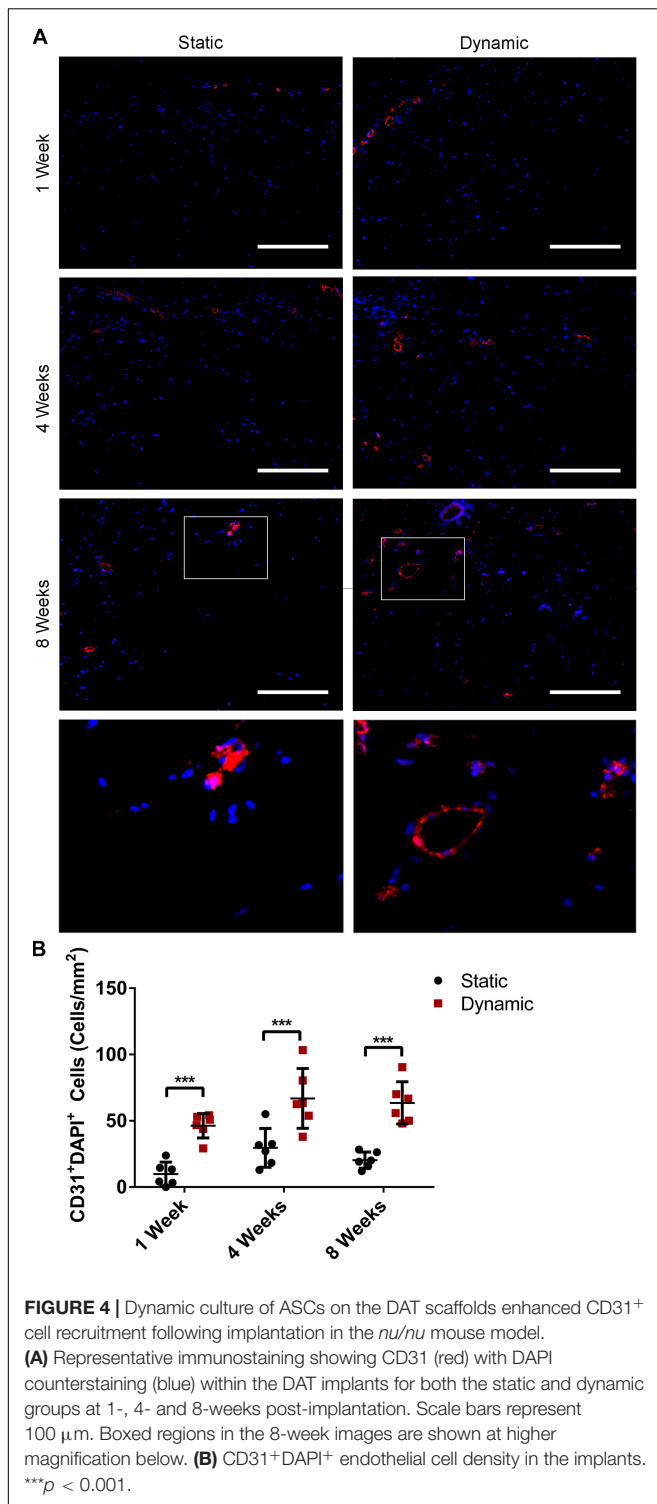 A
Static
Dynamic
1 Week
4 Weeks
8 Weeks
B
CD31⁺DAPI⁺ Cells (Cells/mm²)
150
100
50
0
Static
Dynamic
***
***
***
1 Week
4 Weeks
8 Weeks
FIGURE 4 | Dynamic culture of ASCs on the DAT scaffolds enhanced CD31⁺
cell recruitment following implantation in the nu/nu mouse model.
(A) Representative immunostaining showing CD31 (red) with DAPI
counterstaining (blue) within the DAT implants for both the static and dynamic
groups at 1-, 4- and 8-weeks post-implantation. Scale bars represent
100 μm. Boxed regions in the 8-week images are shown at higher
magnification below. (B) CD31⁺DAPI⁺ endothelial cell density in the implants.
***p < 0.001.